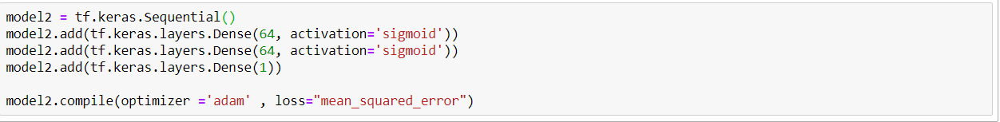 model2 = tf.keras.Sequential()
model2.add(tf.keras.layers.Dense(64, activation='sigmoid'))
model2.add(tf.keras.layers.Dense(64, activation='sigmoid'))
model2.add(tf.keras.layers.Dense(1))
model2.compile(optimizer ='adam' , loss="mean_squared_error")